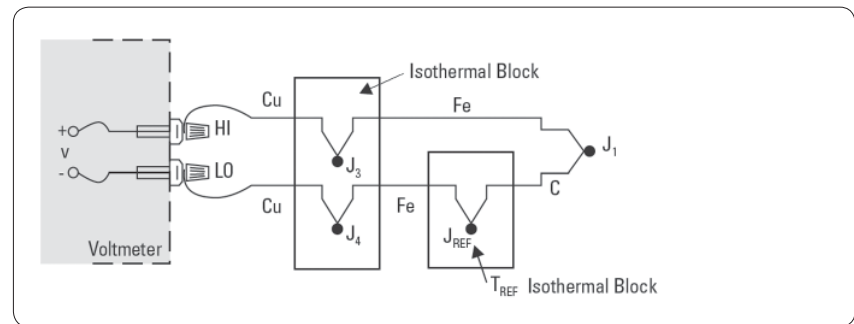 Isothermal Block
Cu
Fe
+
HI
v
J3
J1
-
LO
Cu
J4
Fe
JREF
C
Voltmeter
TREF Isothermal Block